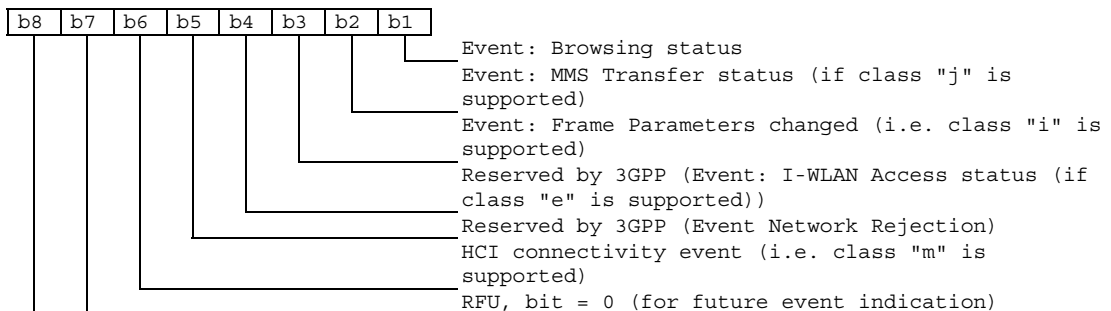 b8 b7 b6 b5 b4 b3 b2 b1
Event: Browsing status
Event: MMS Transfer status (if class "j" is
supported)
Event: Frame Parameters changed (i.e. class "i" is
supported)
Reserved by 3GPP (Event: I-WLAN Access status (if
class "e" is supported))
Reserved by 3GPP (Event Network Rejection)
HCI connectivity event (i.e. class "m" is
supported)
RFU, bit = 0 (for future event indication)